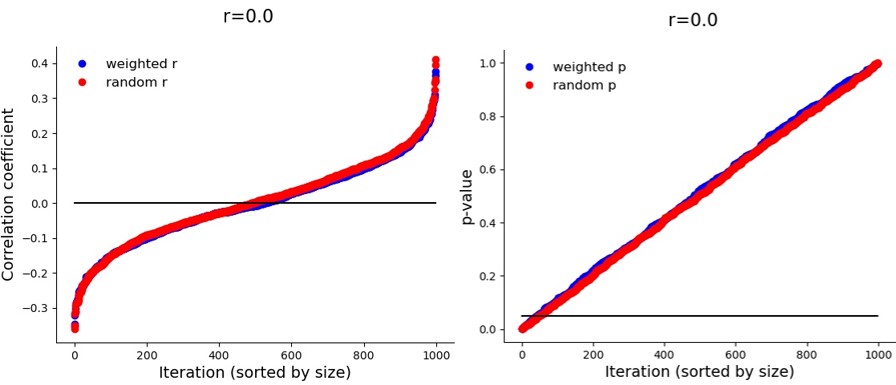 r=0.0
Correlation coefficient
0.4
0.3
0.2
0.1
0.0
−0.1
−0.2
−0.3
weighted r
random r
0 200 400 600 800 1000
Iteration (sorted by size)
r=0.0
p-value
1.0
0.8
0.6
0.4
0.2
0.0
weighted p
random p
0 200 400 600 800 1000
Iteration (sorted by size)